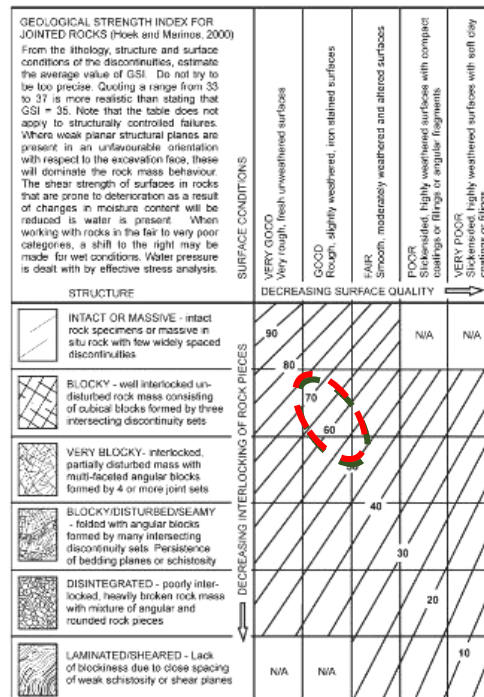 GEOLOGICAL STRENGTH INDEX FOR
JOINTED ROCKS (Hoek and Marinos, 2000)
From the lithology, structure and surface
conditions of the discontinuities, estimate
the average value of GSI. Do not try to
be too precise. Quoting a range from 33
to 37 is more realistic than stating that
GSI = 35. Note that the table does not
apply to structurally controlled failures.
Where weak planar structural planes are
present in an unfavourable orientation
with respect to the excavation face, these
will dominate the rock mass behaviour.
The shear strength of surfaces in rocks
that are prone to deterioration as a result
of changes in moisture content will be
reduced is water is present. When
working with rocks in the fair to very poor
categories, a shift to the right may be
made for wet conditions. Water pressure
is dealt with by effective stress analysis.
STRUCTURE
SURFACE CONDITIONS
VERY GOOD
Very rough, fresh unweathered surfaces
GOOD
Rough, slightly weathered, iron stained surfaces
FAIR
Smooth, moderately weathered and altered surfaces
POOR
Slickensided, highly weathered surfaces with compact
coatings or fillings or angular fragments
VERY POOR
Slickensided, highly weathered surfaces with soft clay
coatings or fillings
DECREASING SURFACE QUALITY
DECREASING INTERLOCKING OF ROCK PIECES
INTACT OR MASSIVE - intact
rock specimens or massive in
situ rock with few widely spaced
discontinuities
BLOCKY - well interlocked un-
disturbed rock mass consisting
of cubical blocks formed by three
intersecting discontinuity sets
VERY BLOCKY- interlocked,
partially disturbed mass with
multi-faceted angular blocks
formed by 4 or more joint sets
BLOCKY/DISTURBED/SEAMY
- folded with angular blocks
formed by many intersecting
discontinuity sets. Persistence
of bedding planes or schistosity
DISINTEGRATED - poorly inter-
locked, heavily broken rock mass
with mixture of angular and
rounded rock pieces
LAMINATED/SHEARED - Lack
of blockiness due to close spacing
of weak schistosity or shear planes
90
N/A N/A
80
70
60
50
40
30
20
10
N/A N/A